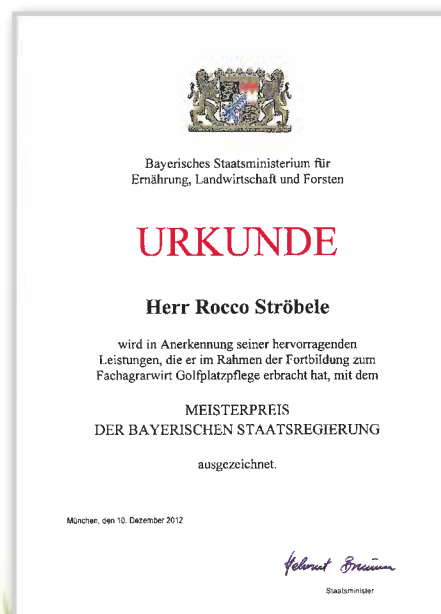 Bayerisches Staatsministerium für
Ernährung, Landwirtschaft und Forsten
URKUNDE
Herr Rocco Ströbele
wird in Anerkennung seiner hervorragenden
Leistungen, die er im Rahmen der Fortbildung zum
Fachagrarwirt Golfplatzpflege erbracht hat, mit dem
MEISTERPREIS
DER BAYERISCHEN STAATSREGIERUNG
ausgezeichnet.
München, den 10. Dezember 2012
Helmut Brunner
Staatsminister